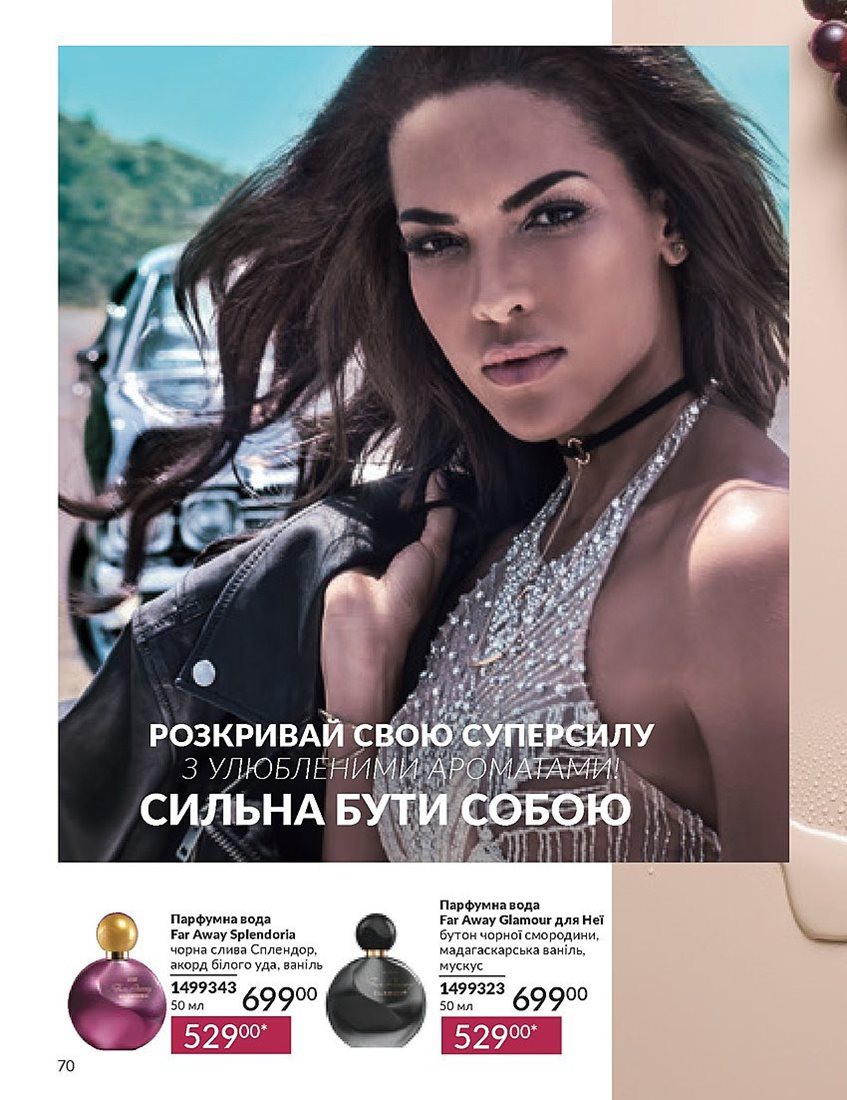 РОЗКРИВАЙ СВОЮ СУПЕРСИЛУ
З УЛЮБЛЕНИМИ АРОМАТАМИ!
СИЛЬНА БУТИ СОБОЮ
Парфумна вода
Far Away Splendoria
чорна слива Сплендор,
акорд білого уда, ваніль
1499343
50 мл
69900
52900*
Парфумна вода
Far Away Glamour для Неї
бутон чорної смородини,
мадагаскарська ваніль,
мускус
1499323
50 мл
69900
52900*
70